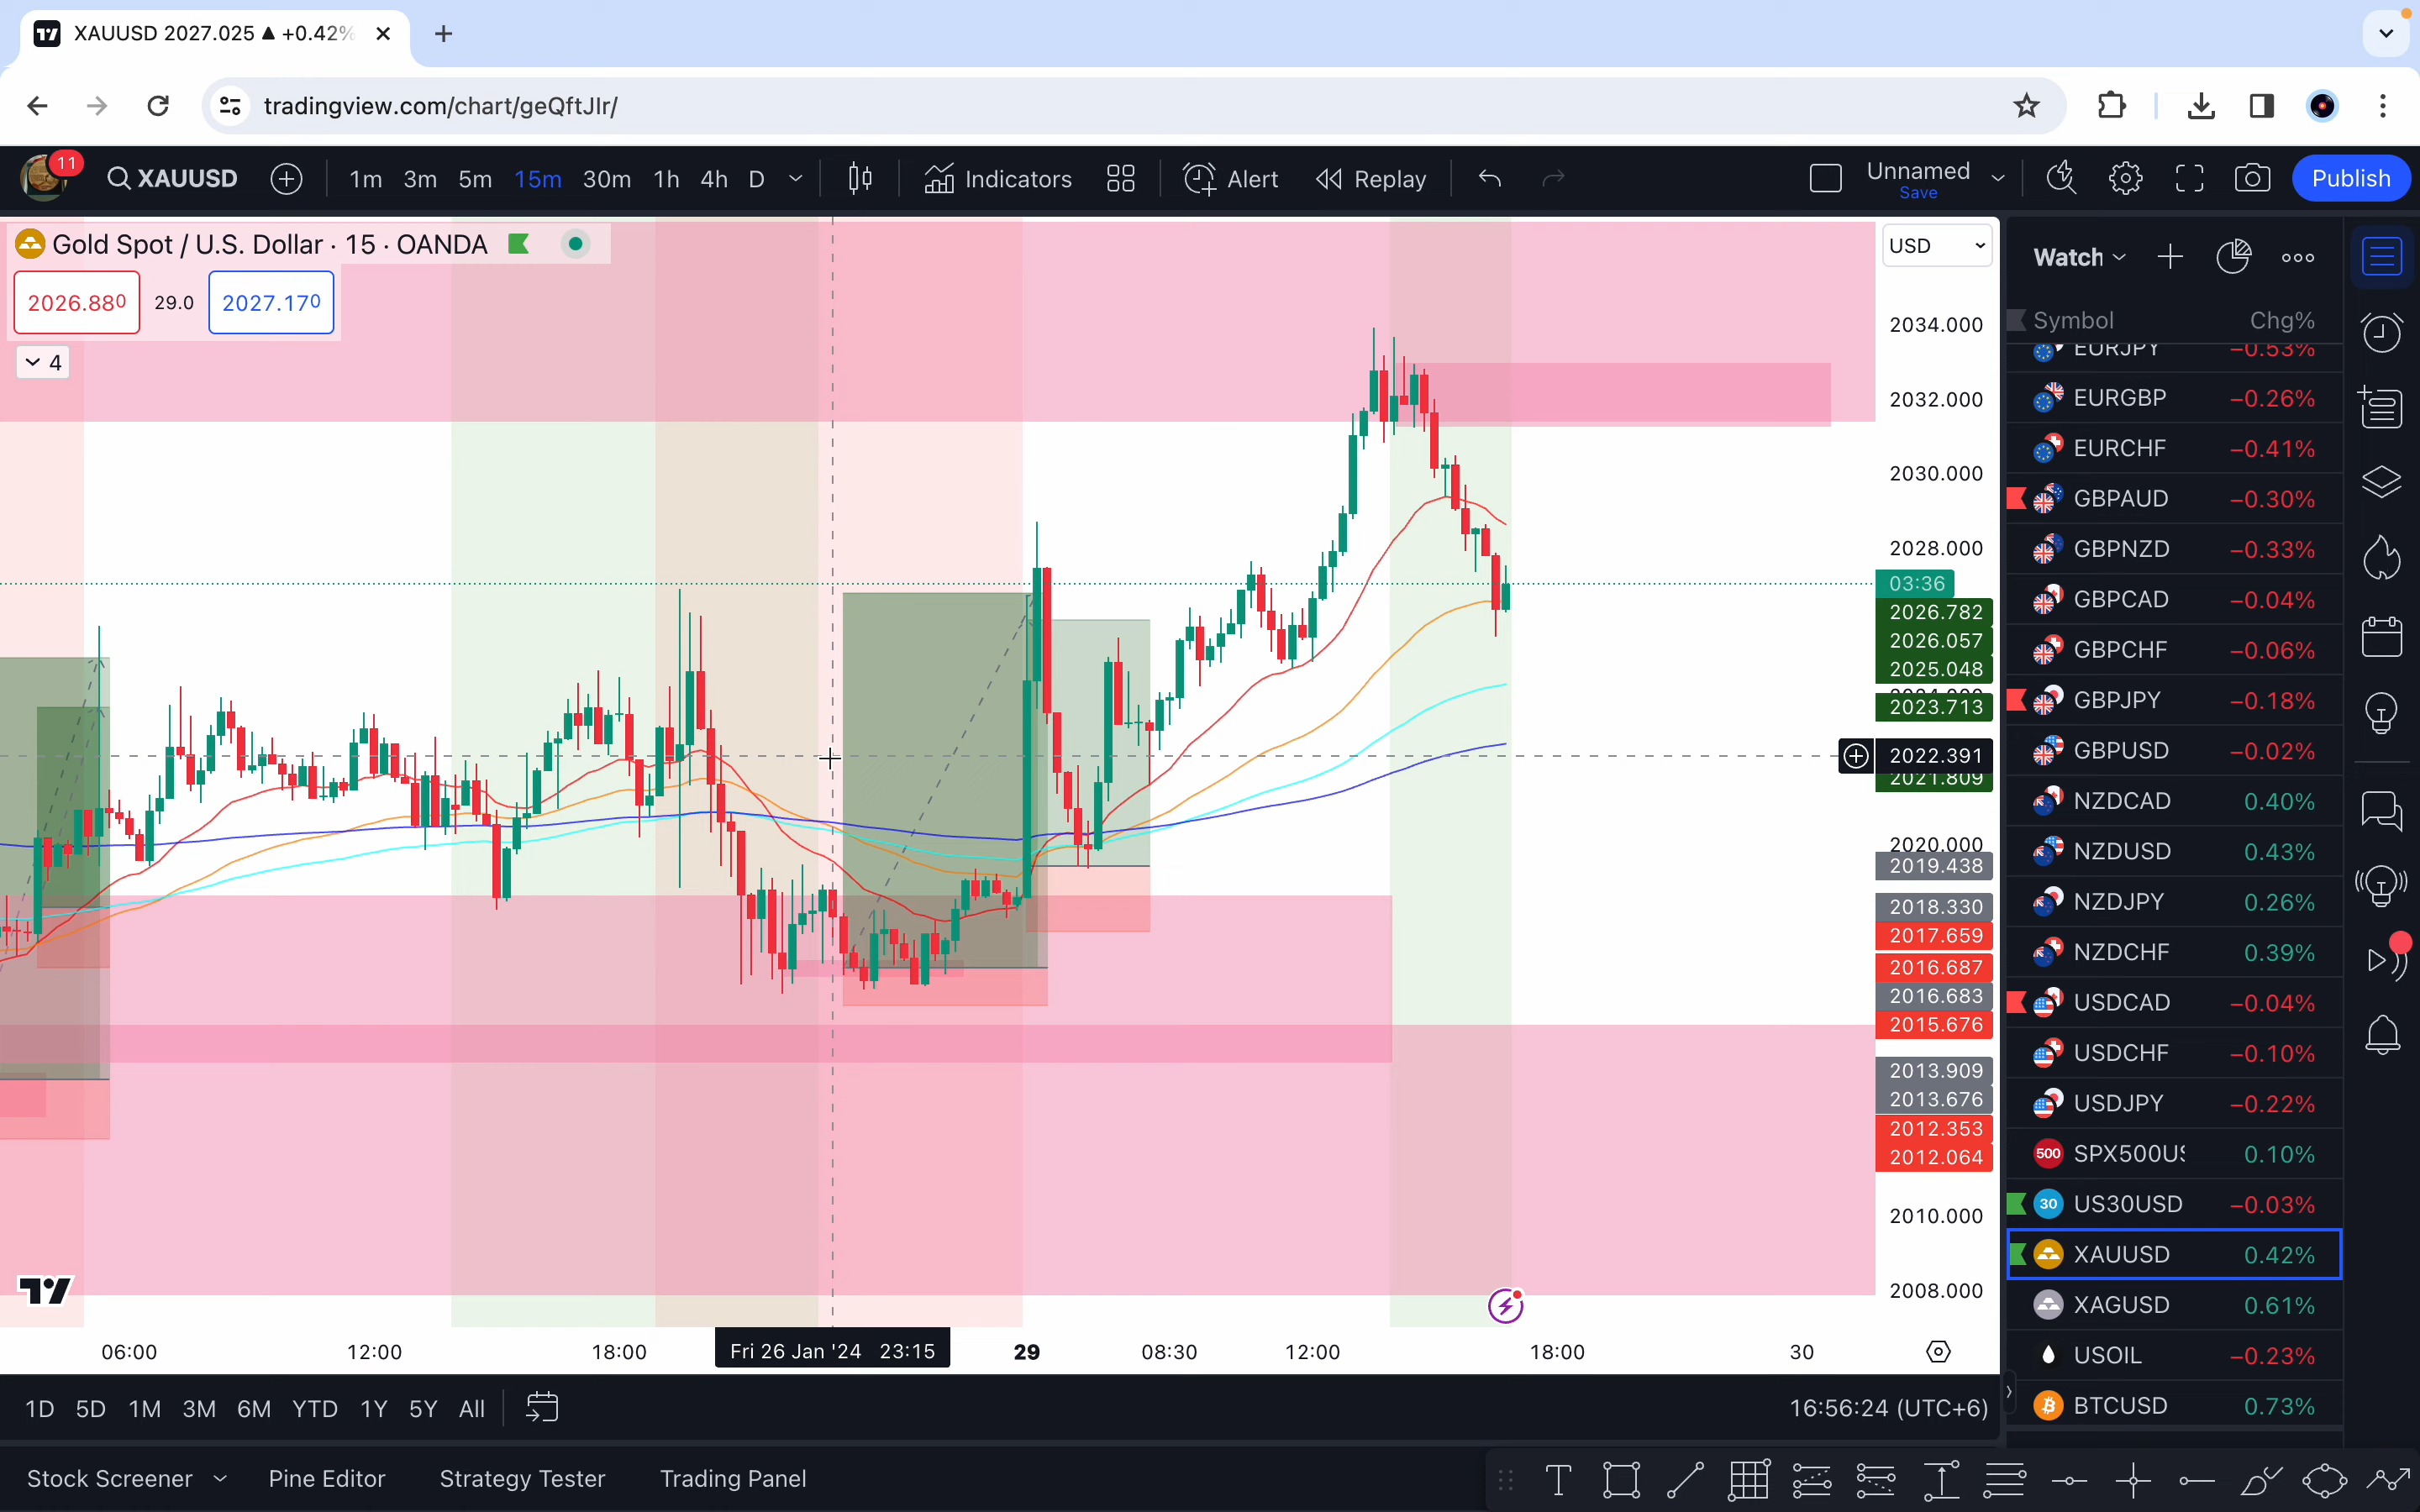 XAUUSD 2027.025 ▲ +0.42%
tradingview.com/chart/geQftJIr/
11
XAUUSD
1m 3m 5m 15m 30m 1h 4h D
Indicators
Alert
Replay
Unnamed
Save
Publish
Gold Spot / U.S. Dollar · 15 · OANDA
2026.880 29.0 2027.170
4
USD
2034.000
2032.000
2030.000
2028.000
03:36
2026.782
2026.057
2025.048
2023.713
2022.391
2021.809
2020.000
2019.438
2018.330
2017.659
2016.687
2016.683
2015.676
2013.909
2013.676
2012.353
2012.064
2010.000
2008.000
06:00 12:00 18:00 Fri 26 Jan '24 23:15 29 08:30 12:00 18:00 30
1D 5D 1M 3M 6M YTD 1Y 5Y All
16:56:24 (UTC+6)
Stock Screener Pine Editor Strategy Tester Trading Panel
Watch
Symbol Chg%
EURJPY −0.53%
EURGBP −0.26%
EURCHF −0.41%
GBPAUD −0.30%
GBPNZD −0.33%
GBPCAD −0.04%
GBPCHF −0.06%
GBPJPY −0.18%
GBPUSD −0.02%
NZDCAD 0.40%
NZDUSD 0.43%
NZDJPY 0.26%
NZDCHF 0.39%
USDCAD −0.04%
USDCHF −0.10%
USDJPY −0.22%
500 SPX500US 0.10%
30 US30USD −0.03%
XAUUSD 0.42%
XAGUSD 0.61%
USOIL −0.23%
BTCUSD 0.73%